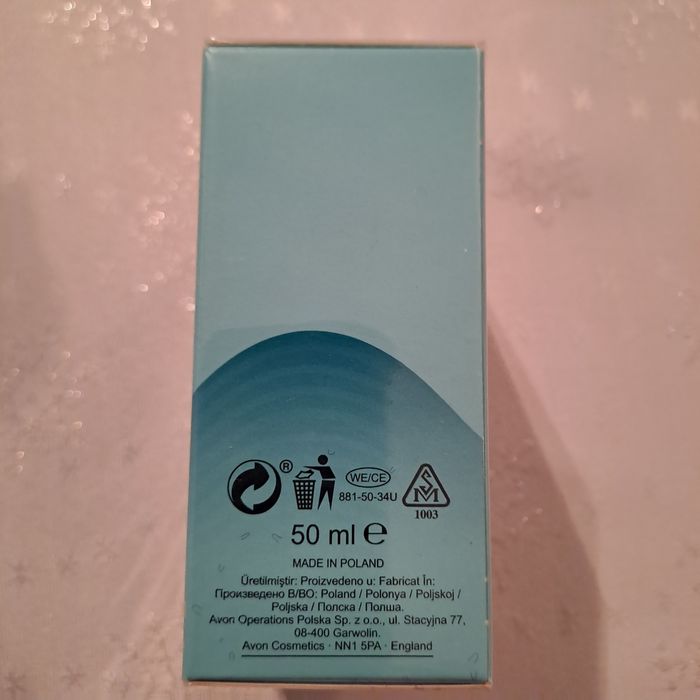 ®
WE/CE
881-50-34U
SM
1003
50 ml e
MADE IN POLAND
Üretilmiştir: Proizvedeno u: Fabricat În:
Произведено В/ВО: Poland / Polonya / Poljskoj /
Poljska / Полска / Полша.
Avon Operations Polska Sp. z o.o., ul. Stacyjna 77,
08-400 Garwolin.
Avon Cosmetics · NN1 5PA · England